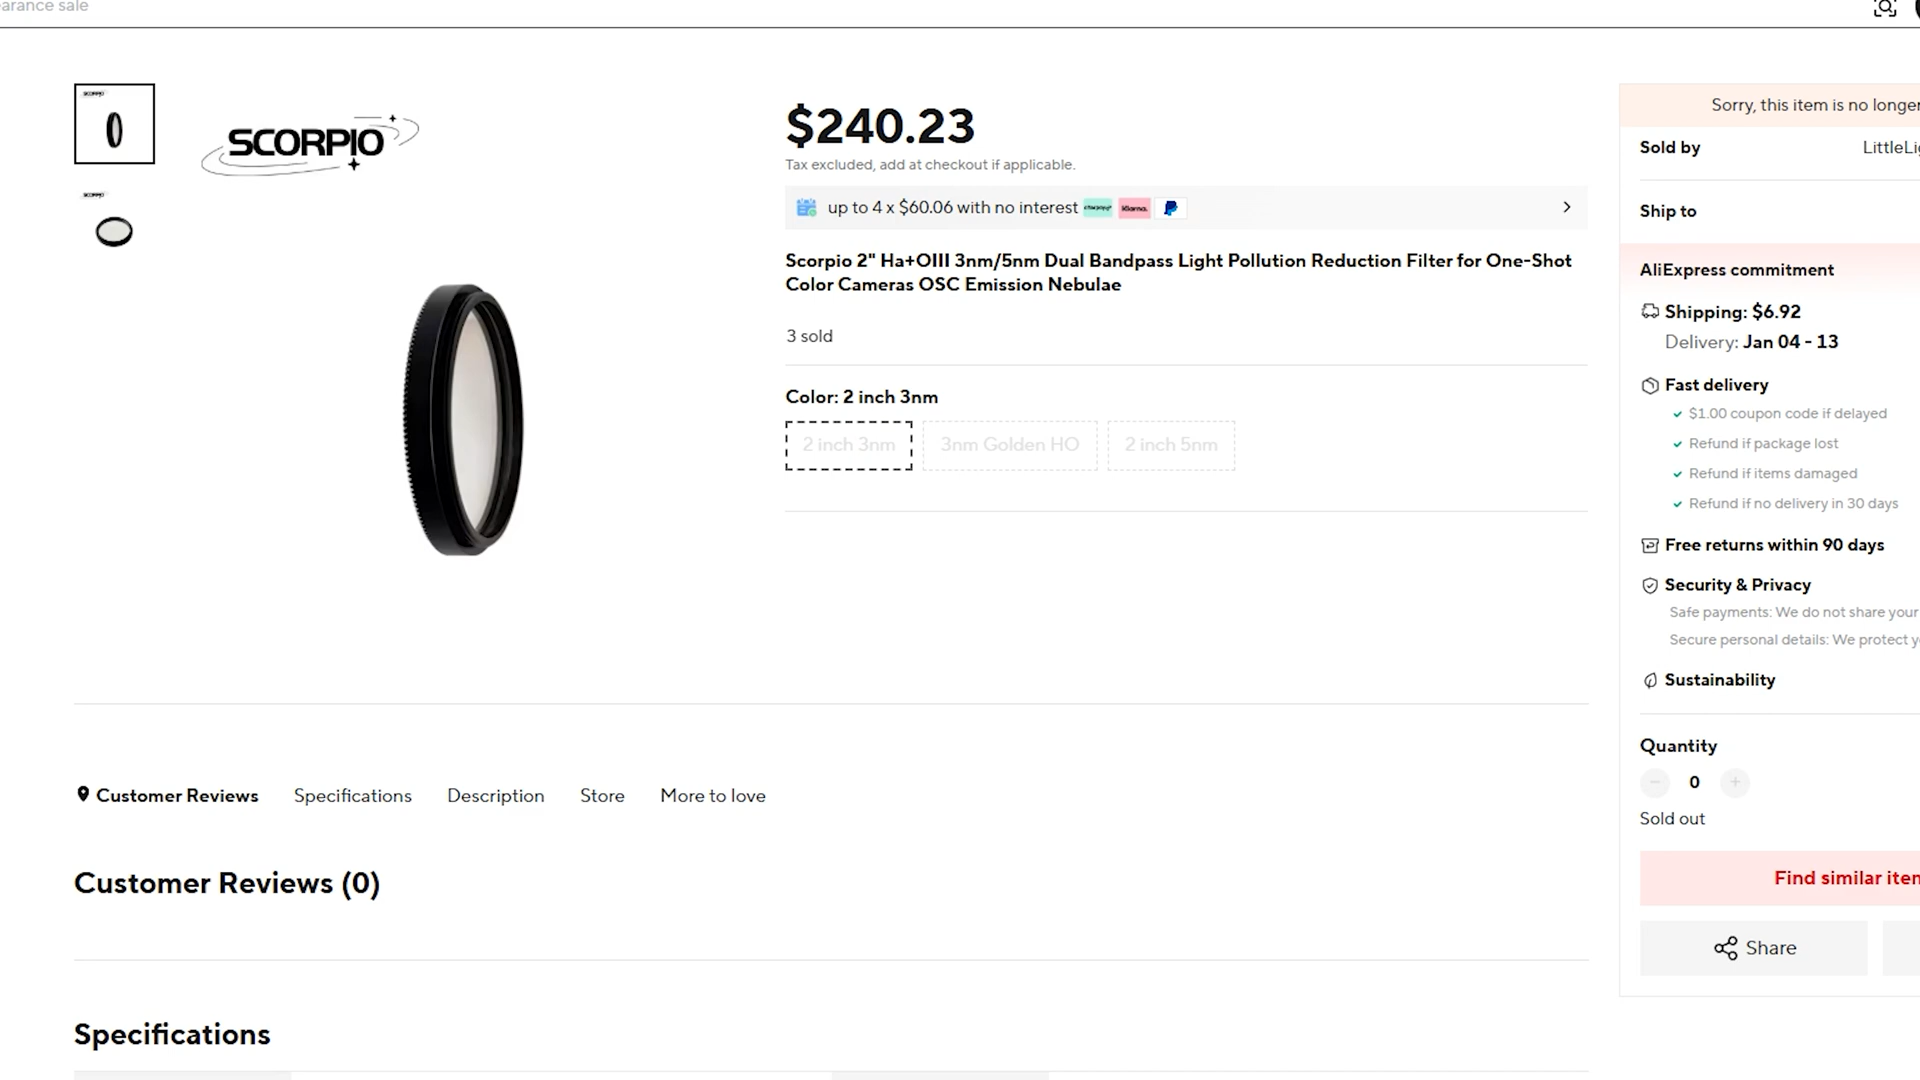 earance sale
SCORPIO
SCORPIO
SCORPIO
$240.23
Tax excluded, add at checkout if applicable.
up to 4 x $60.06 with no interest
Klarna.
Scorpio 2" Ha+OIII 3nm/5nm Dual Bandpass Light Pollution Reduction Filter for One-Shot
Color Cameras OSC Emission Nebulae
3 sold
Color: 2 inch 3nm
2 inch 3nm
3nm Golden HO
2 inch 5nm
Customer Reviews
Specifications
Description
Store
More to love
Customer Reviews (0)
Specifications
Sorry, this item is no longer
Sold by
LittleLig
Ship to
AliExpress commitment
Shipping: $6.92
Delivery: Jan 04 - 13
Fast delivery
$1.00 coupon code if delayed
Refund if package lost
Refund if items damaged
Refund if no delivery in 30 days
Free returns within 90 days
Security & Privacy
Safe payments: We do not share your
Secure personal details: We protect y
Sustainability
Quantity
0
Sold out
Find similar iten
Share